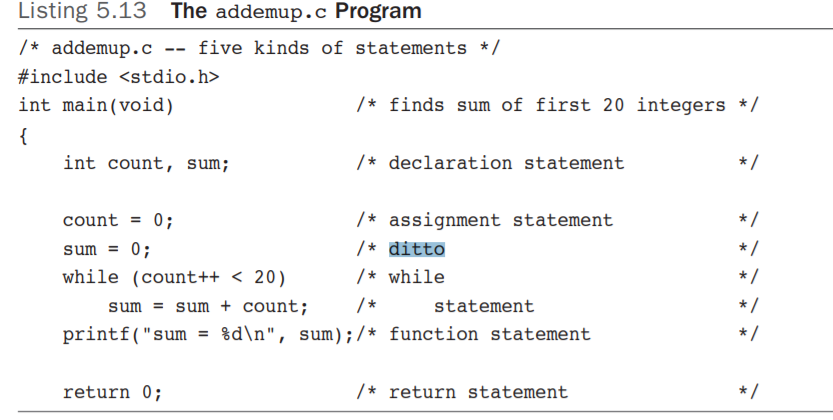 Listing 5.13 The addemup.c Program
/* addemup.c -- five kinds of statements */
#include <stdio.h>
int main(void) /* finds sum of first 20 integers */
{
int count, sum; /* declaration statement */
count = 0; /* assignment statement */
sum = 0; /* ditto */
while (count++ < 20) /* while */
sum = sum + count; /* statement */
printf("sum = %d\n", sum);/* function statement */
return 0; /* return statement */